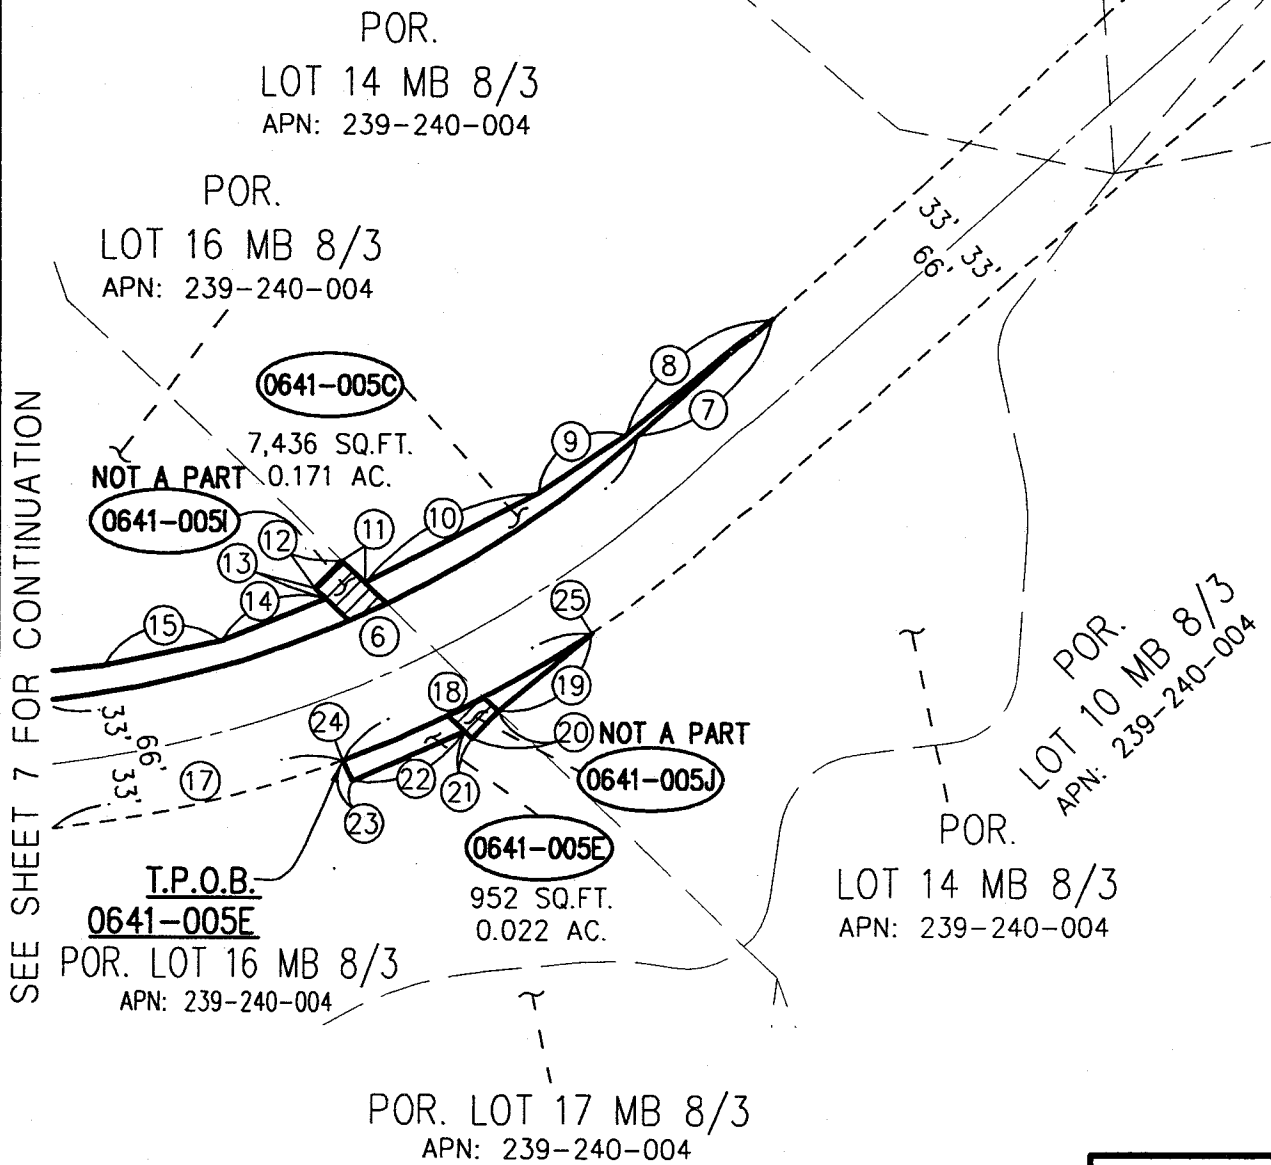 POR.
LOT 14 MB 8/3
APN: 239-240-004
POR.
LOT 16 MB 8/3
APN: 239-240-004
33'
66'
33'
8
7
0641-005C
7,436 SQ.FT.
0.171 AC.
9
NOT A PART
0641-005I
10
11
12
13
14
15
6
SEE SHEET 7 FOR CONTINUATION
25
18
19
20
NOT A PART
0641-005J
24
33'
66'
33'
17
22
21
23
0641-005E
952 SQ.FT.
0.022 AC.
T.P.O.B.
0641-005E
POR. LOT 16 MB 8/3
APN: 239-240-004
POR.
LOT 10 MB 8/3
APN: 239-240-004
POR.
LOT 14 MB 8/3
APN: 239-240-004
POR. LOT 17 MB 8/3
APN: 239-240-004